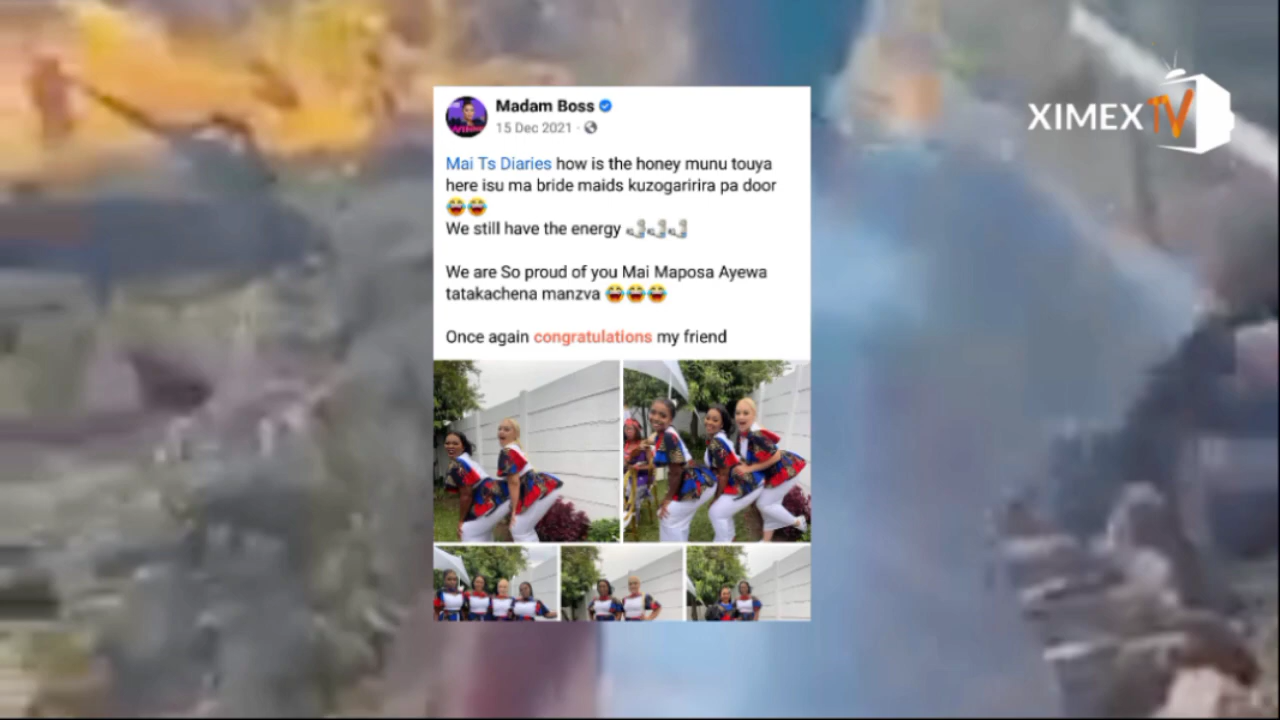 XIMEXTV
Madam Boss
15 Dec 2021 ·
Mai Ts Diaries how is the honey munu touya
here isu ma bride maids kuzogaririra pa door
😂😂
We still have the energy
We are So proud of you Mai Maposa Ayewa
tatakachena manzva 😂😂😂
Once again congratulations my friend